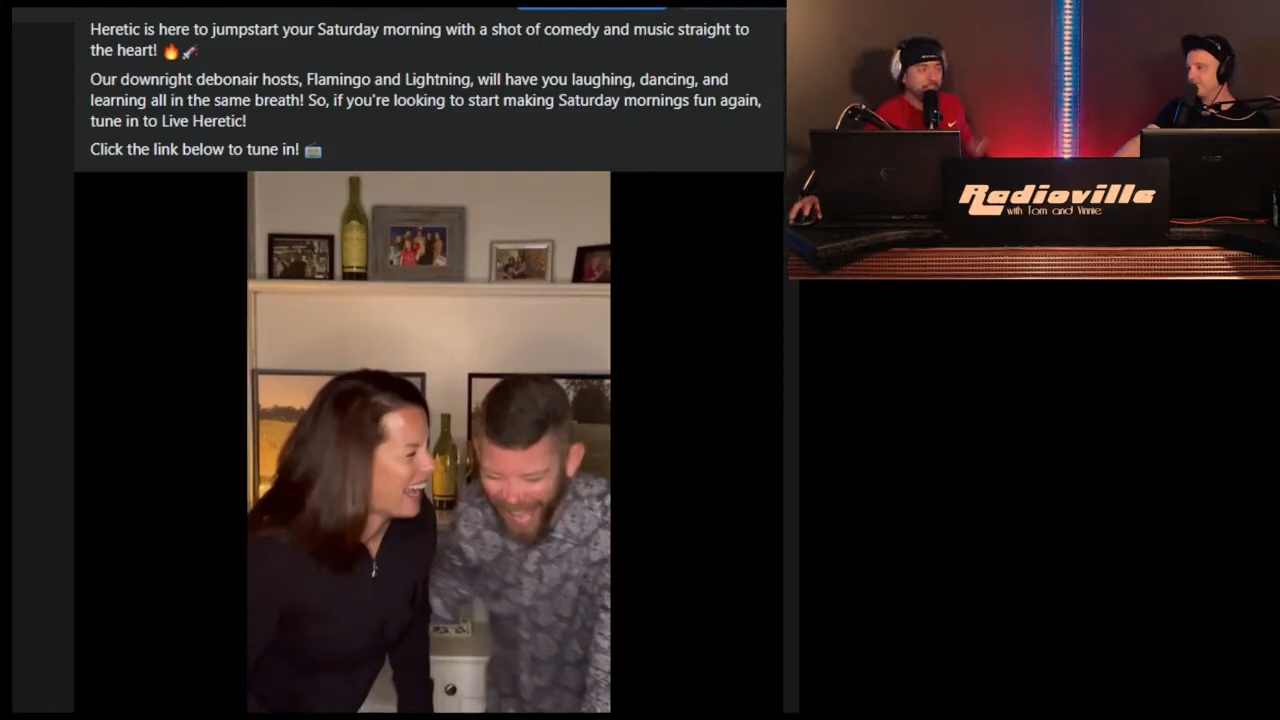 Heretic is here to jumpstart your Saturday morning with a shot of comedy and music straight to
the heart! 🔥💉
Our downright debonair hosts, Flamingo and Lightning, will have you laughing, dancing, and
learning all in the same breath! So, if you're looking to start making Saturday mornings fun again,
tune in to Live Heretic!
Click the link below to tune in! 📻
Radioville
with Tom and Vinnie